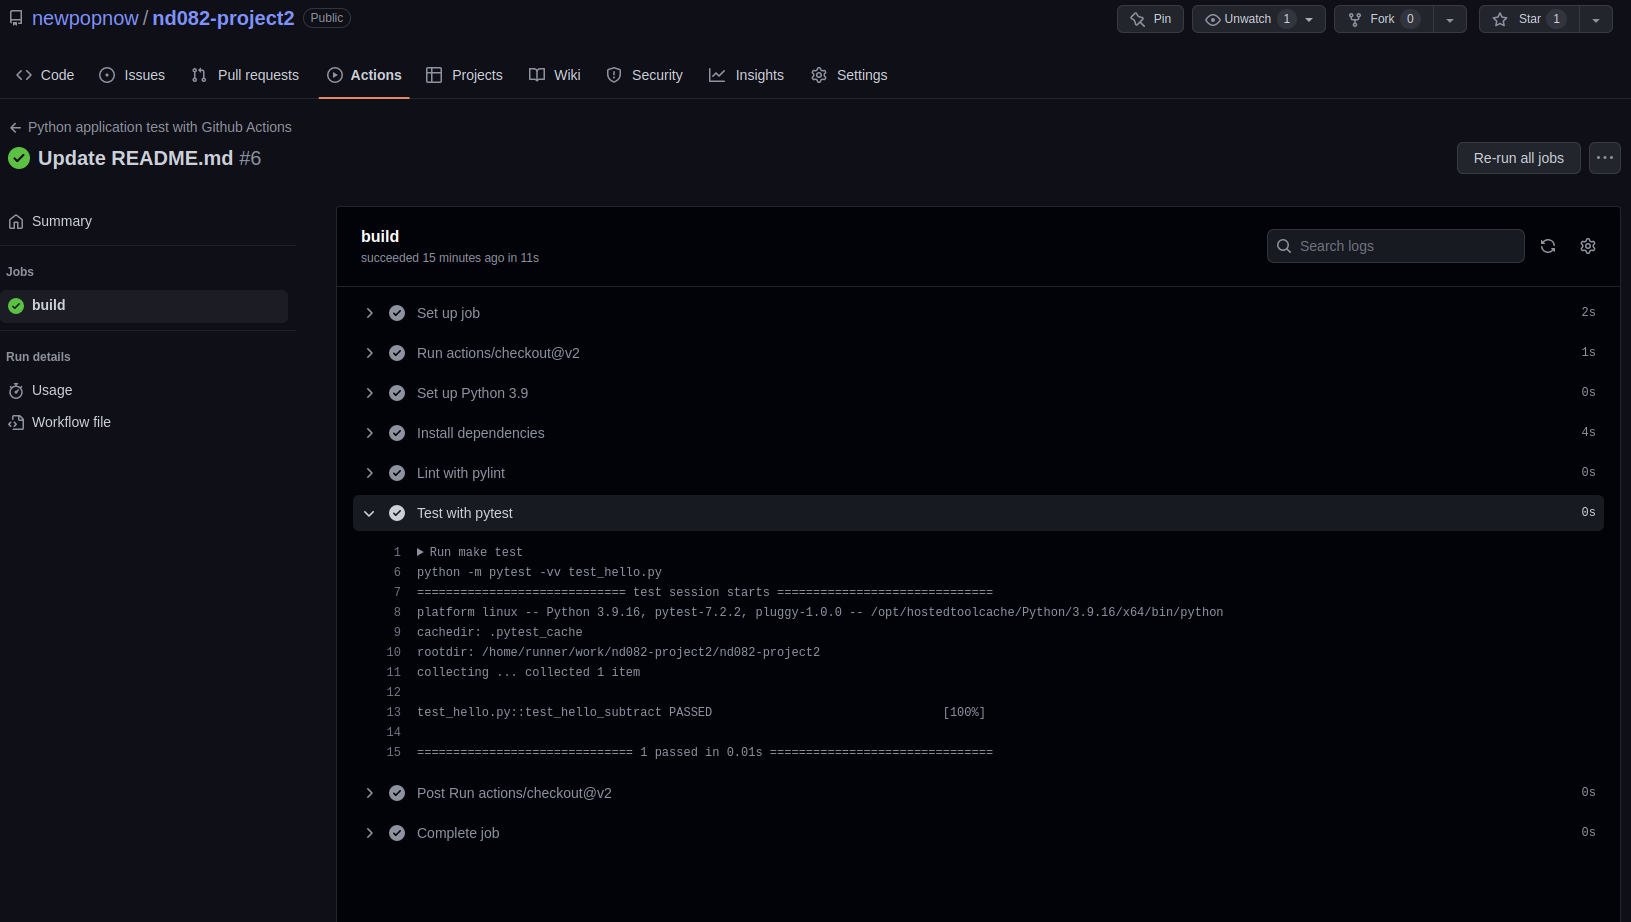 newpopnow / nd082-project2 Public
Pin
Unwatch 1
Fork 0
Star 1
Code
Issues
Pull requests
Actions
Projects
Wiki
Security
Insights
Settings
Python application test with Github Actions
Update README.md #6
Re-run all jobs
Summary
Jobs
build
Run details
Usage
Workflow file
build
succeeded 15 minutes ago in 11s
Search logs
Set up job 2s
Run actions/checkout@v2 1s
Set up Python 3.9 0s
Install dependencies 4s
Lint with pylint 0s
Test with pytest 0s
1 Run make test
6 python -m pytest -vv test_hello.py
7 ============================= test session starts ==============================
8 platform linux -- Python 3.9.16, pytest-7.2.2, pluggy-1.0.0 -- /opt/hostedtoolcache/Python/3.9.16/x64/bin/python
9 cachedir: .pytest_cache
10 rootdir: /home/runner/work/nd082-project2/nd082-project2
11 collecting ... collected 1 item
12
13 test_hello.py::test_hello_subtract PASSED [100%]
14
15 ============================== 1 passed in 0.01s ===============================
Post Run actions/checkout@v2 0s
Complete job 0s